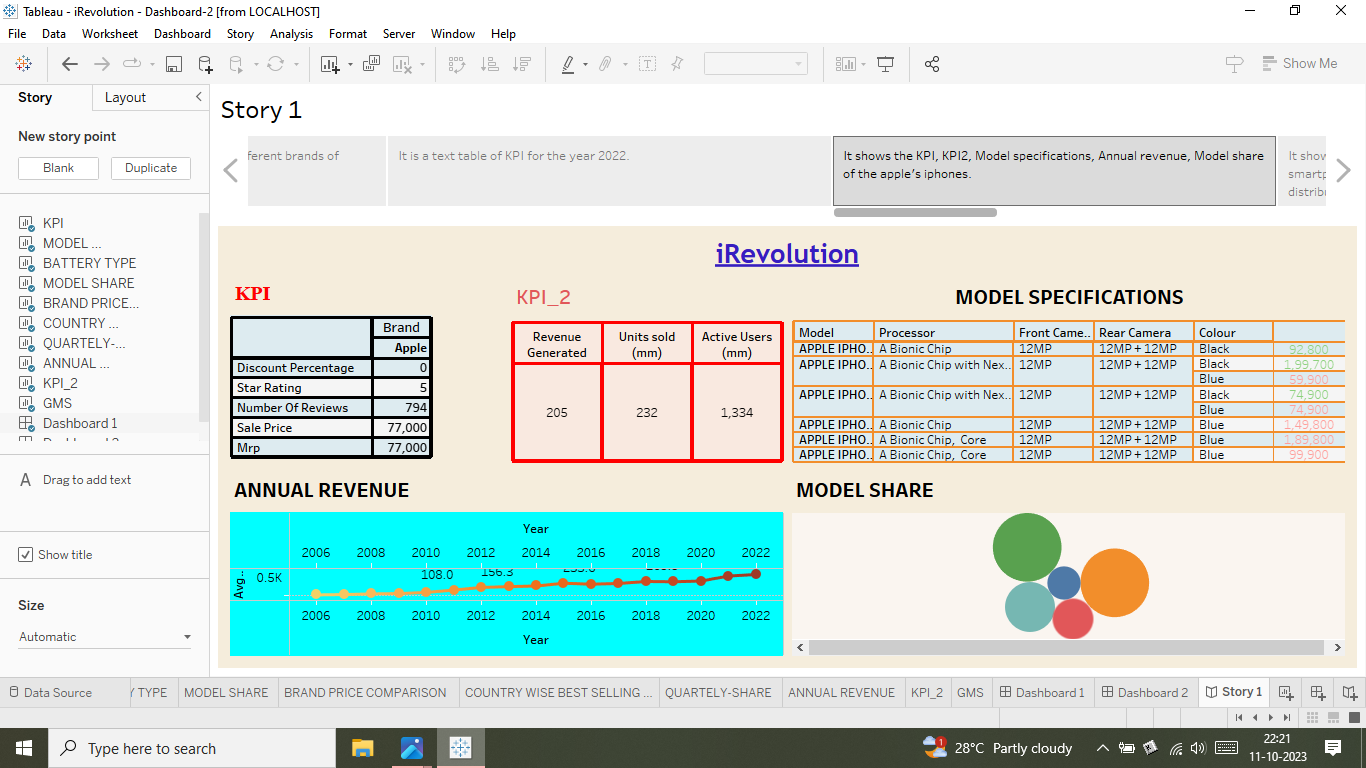 Tableau - iRevolution - Dashboard-2 [from LOCALHOST]
File Data Worksheet Dashboard Story Analysis Format Server Window Help
Show Me
Story Layout
New story point
Blank Duplicate
KPI
MODEL ...
BATTERY TYPE
MODEL SHARE
BRAND PRICE...
COUNTRY ...
QUARTELY-...
ANNUAL ...
KPI_2
GMS
Dashboard 1
A Drag to add text
Show title
Size
Automatic
Story 1
ferent brands of
It is a text table of KPI for the year 2022.
It shows the KPI, KPI2, Model specifications, Annual revenue, Model share
of the apple's iphones.
It show
smartp
distribu
iRevolution
KPI
Brand
Apple
Discount Percentage 0
Star Rating 5
Number Of Reviews 794
Sale Price 77,000
Mrp 77,000
KPI_2
Revenue Generated Units sold (mm) Active Users (mm)
205 232 1,334
MODEL SPECIFICATIONS
Model Processor Front Came.. Rear Camera Colour
APPLE IPHO.. A Bionic Chip 12MP 12MP + 12MP Black 92,800
APPLE IPHO.. A Bionic Chip with Nex.. 12MP 12MP + 12MP Black 1,99,700
Blue 59,900
APPLE IPHO.. A Bionic Chip with Nex.. 12MP 12MP + 12MP Black 74,900
Blue 74,900
APPLE IPHO.. A Bionic Chip 12MP 12MP + 12MP Blue 1,49,800
APPLE IPHO.. A Bionic Chip, Core 12MP 12MP + 12MP Blue 1,89,800
APPLE IPHO.. A Bionic Chip, Core 12MP 12MP + 12MP Blue 99,900
ANNUAL REVENUE
Year
2006 2008 2010 2012 2014 2016 2018 2020 2022
Avg..
0.5K
108.0 156.3
2006 2008 2010 2012 2014 2016 2018 2020 2022
Year
MODEL SHARE
Data Source Y TYPE MODEL SHARE BRAND PRICE COMPARISON COUNTRY WISE BEST SELLING ... QUARTELY-SHARE ANNUAL REVENUE KPI_2 GMS Dashboard 1 Dashboard 2 Story 1
Type here to search
1
28°C Partly cloudy
22:21
11-10-2023